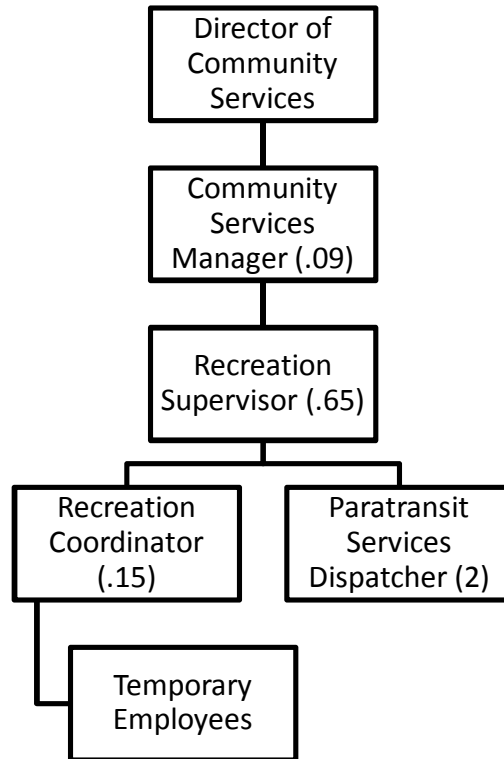 Director of
Community
Services
Community
Services
Manager (.09)
Recreation
Supervisor (.65)
Recreation
Coordinator
(.15)
Paratransit
Services
Dispatcher (2)
Temporary
Employees